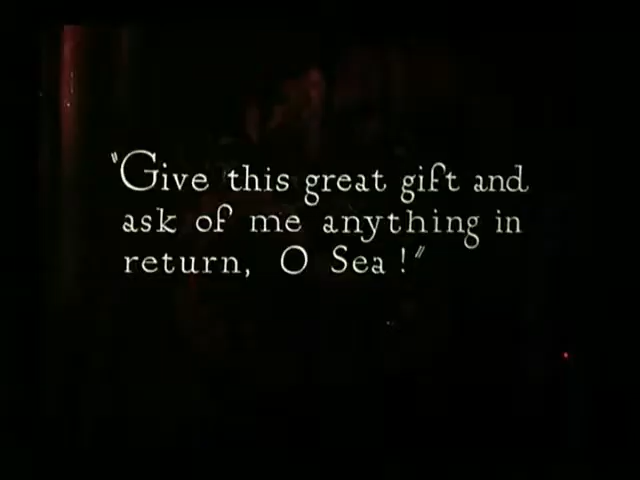 "Give this great gift and
ask of me anything in
return, O Sea!"